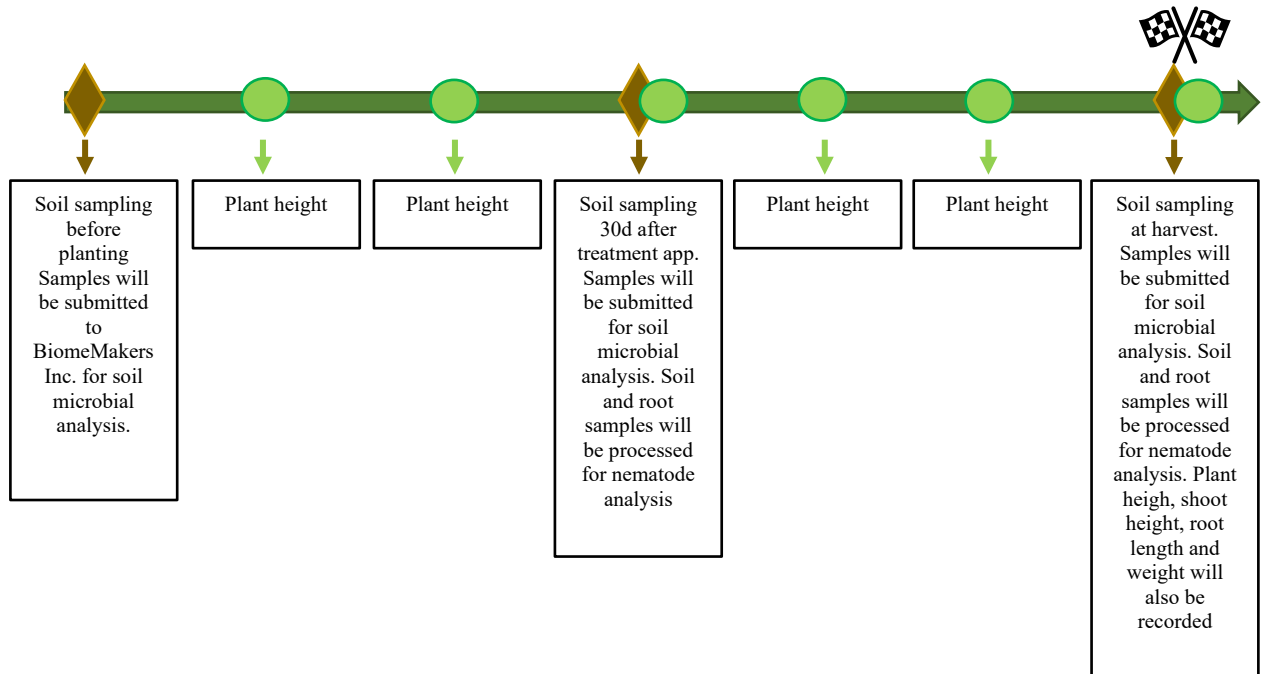 Soil sampling
before
planting
Samples will
be submitted
to
BiomeMakers
Inc. for soil
microbial
analysis.
Plant height
Plant height
Soil sampling
30d after
treatment app.
Samples will
be submitted
for soil
microbial
analysis. Soil
and root
samples will
be processed
for nematode
analysis
Plant height
Plant height
Soil sampling
at harvest.
Samples will
be submitted
for soil
microbial
analysis. Soil
and root
samples will
be processed
for nematode
analysis. Plant
heigh, shoot
height, root
length and
weight will
also be
recorded